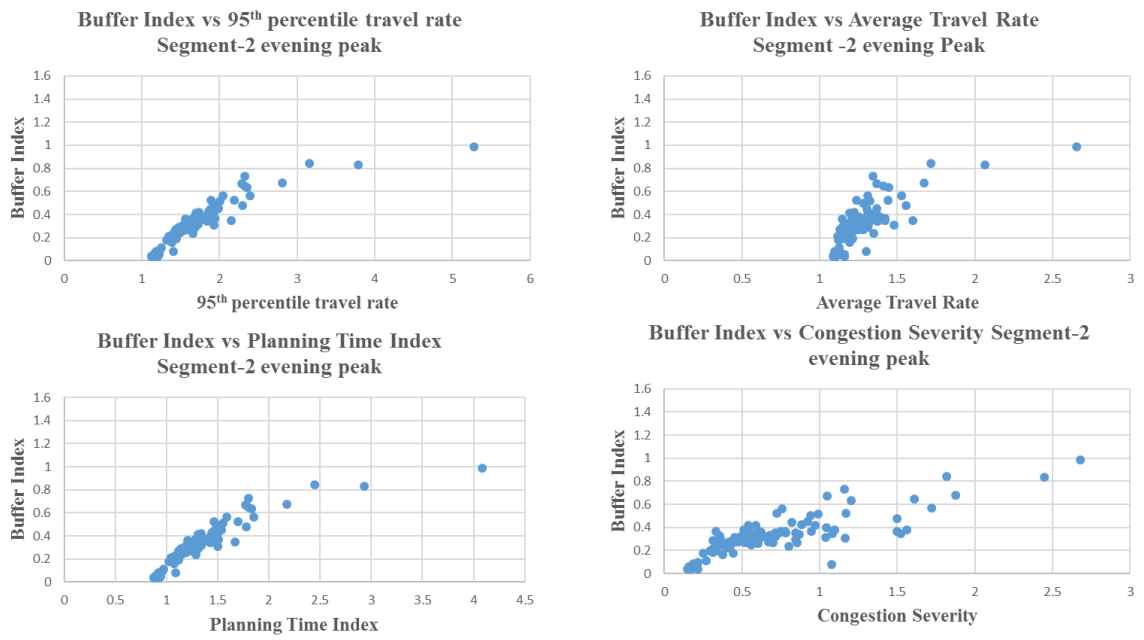 Buffer Index vs 95th percentile travel rate
Segment-2 evening peak
1.6
1.4
1.2
1
0.8
0.6
0.4
0.2
0
Buffer Index
0 1 2 3 4 5 6
95th percentile travel rate
Buffer Index vs Average Travel Rate
Segment -2 evening Peak
1.6
1.4
1.2
1
0.8
0.6
0.4
0.2
0
Buffer Index
0 0.5 1 1.5 2 2.5 3
Average Travel Rate
Buffer Index vs Planning Time Index
Segment-2 evening peak
1.6
1.4
1.2
1
0.8
0.6
0.4
0.2
0
Buffer Index
0 0.5 1 1.5 2 2.5 3 3.5 4 4.5
Planning Time Index
Buffer Index vs Congestion Severity Segment-2
evening peak
1.6
1.4
1.2
1
0.8
0.6
0.4
0.2
0
Buffer Index
0 0.5 1 1.5 2 2.5 3
Congestion Severity